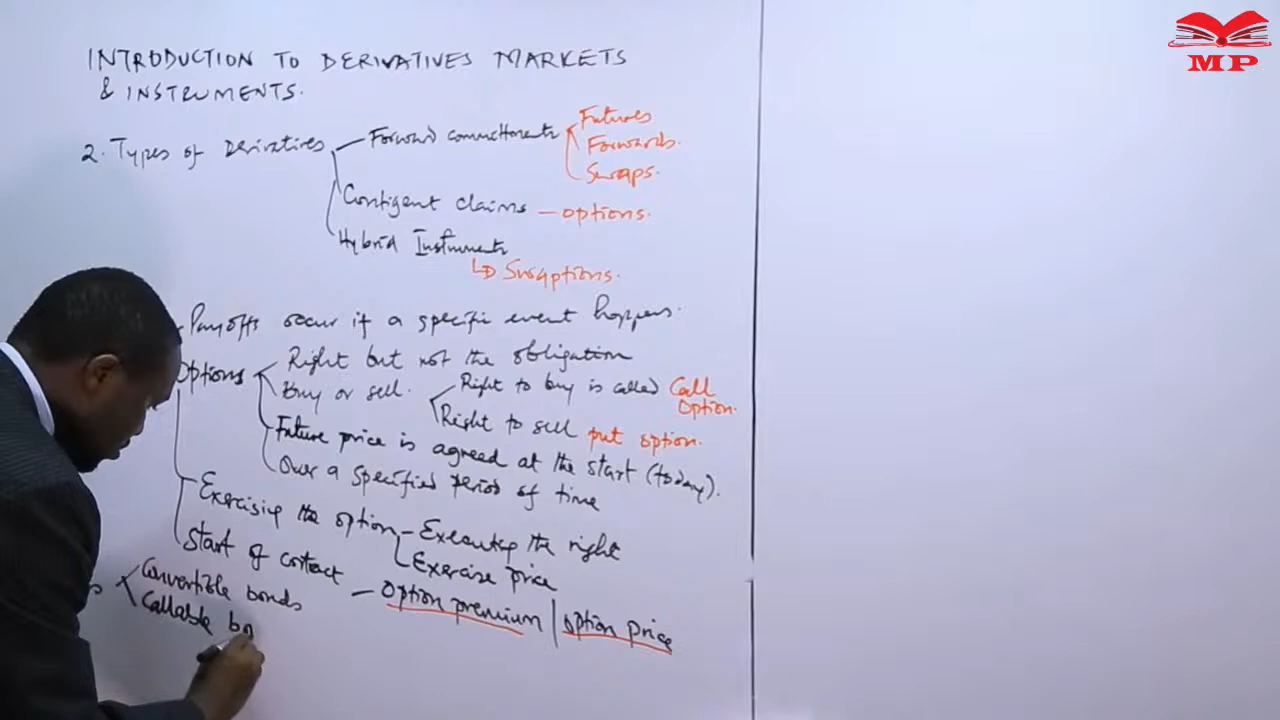 INTRODUCTION TO DERIVATIVES MARKETS
& INSTRUMENTS.
2. Types of Derivatives
Forward commitments
Futures
Forwards.
Swaps.
Contigent claims - options.
Hybrid Instruments
Swaptions.
Payoffs occur if a specific event happens.
Options
Right but not the obligation
Buy or sell.
Right to buy is called Call
Option.
Right to sell put option.
Future price is agreed at the start (today).
Over a specified period of time
Exercising the option - Executing the right
Exercise price
Start of contract - Option premium | option price
Convertible bonds
Callable bo
MP